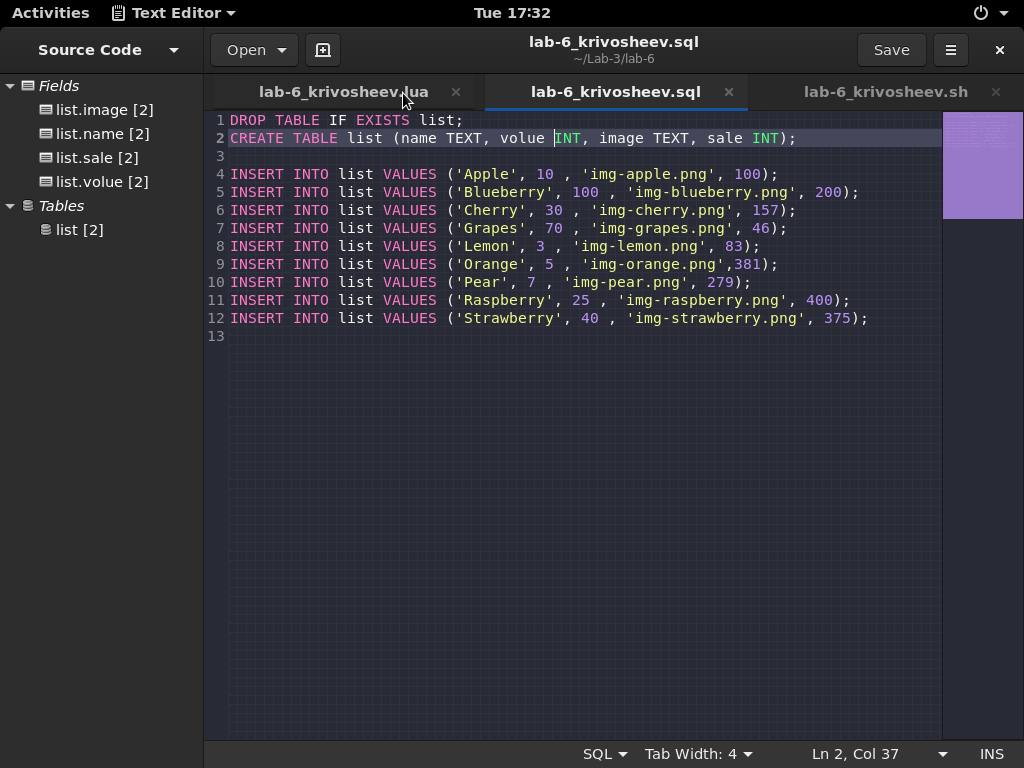 Activities Text Editor Tue 17:32
Source Code Open lab-6_krivosheev.sql Save
~/Lab-3/lab-6
lab-6_krivosheev.lua lab-6_krivosheev.sql lab-6_krivosheev.sh
Fields
list.image [2]
list.name [2]
list.sale [2]
list.volue [2]
Tables
list [2]
1 DROP TABLE IF EXISTS list;
2 CREATE TABLE list (name TEXT, volue INT, image TEXT, sale INT);
3
4 INSERT INTO list VALUES ('Apple', 10 , 'img-apple.png', 100);
5 INSERT INTO list VALUES ('Blueberry', 100 , 'img-blueberry.png', 200);
6 INSERT INTO list VALUES ('Cherry', 30 , 'img-cherry.png', 157);
7 INSERT INTO list VALUES ('Grapes', 70 , 'img-grapes.png', 46);
8 INSERT INTO list VALUES ('Lemon', 3 , 'img-lemon.png', 83);
9 INSERT INTO list VALUES ('Orange', 5 , 'img-orange.png',381);
10 INSERT INTO list VALUES ('Pear', 7 , 'img-pear.png', 279);
11 INSERT INTO list VALUES ('Raspberry', 25 , 'img-raspberry.png', 400);
12 INSERT INTO list VALUES ('Strawberry', 40 , 'img-strawberry.png', 375);
13
SQL Tab Width: 4 Ln 2, Col 37 INS